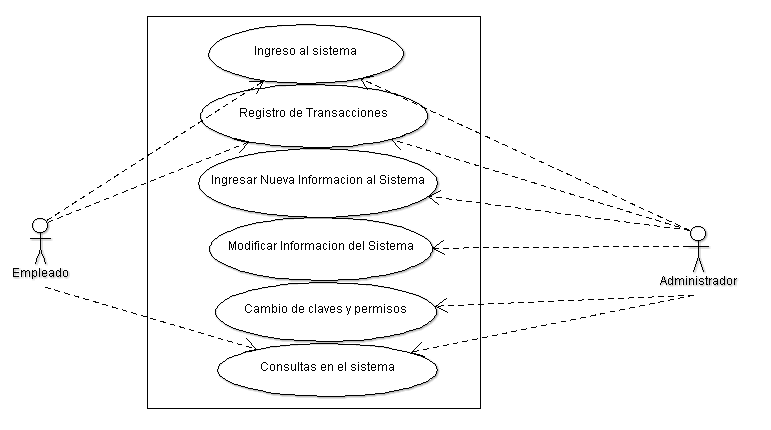 Ingreso al sistema
Registro de Transacciones
Ingresar Nueva Informacion al Sistema
Modificar Informacion del Sistema
Empleado
Administrador
Cambio de claves y permisos
Consultas en el sistema